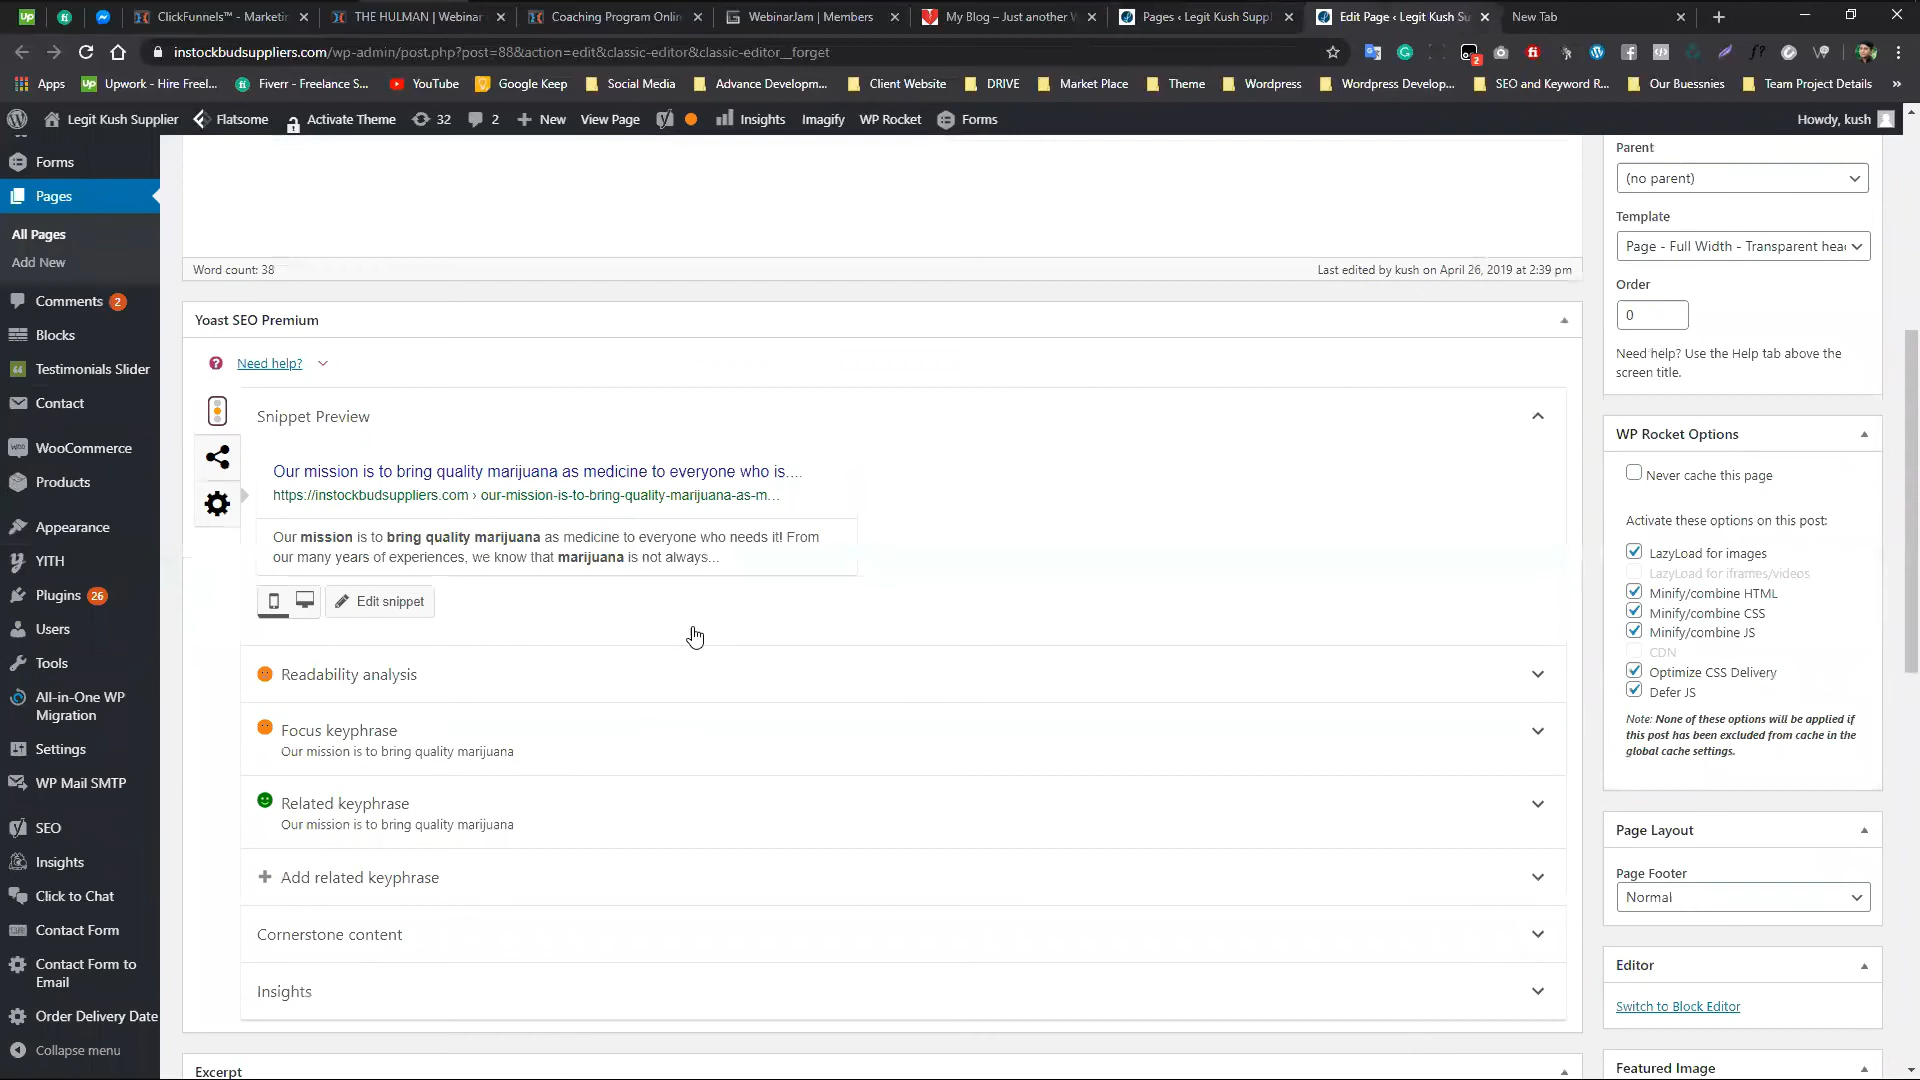 ClickFunnels™ - Marketin
THE HULMAN | Webinar
Coaching Program Onlin
WebinarJam | Members
My Blog – Just another W
Pages ‹ Legit Kush Suppl
Edit Page ‹ Legit Kush Su
New Tab
instockbudsuppliers.com/wp-admin/post.php?post=88&action=edit&classic-editor&classic-editor__forget
Apps
Upwork - Hire Freel...
Fiverr - Freelance S...
YouTube
Google Keep
Social Media
Advance Developm...
Client Website
DRIVE
Market Place
Theme
Wordpress
Wordpress Develop...
SEO and Keyword R...
Our Buessnies
Team Project Details
Legit Kush Supplier
Flatsome
Activate Theme
32
2
New
View Page
Insights
Imagify
WP Rocket
Forms
Howdy, kush
Forms
Pages
All Pages
Add New
Comments 2
Blocks
Testimonials Slider
Contact
WooCommerce
Products
Appearance
YITH
Plugins 26
Users
Tools
All-in-One WP
Migration
Settings
WP Mail SMTP
SEO
Insights
Click to Chat
Contact Form
Contact Form to
Email
Order Delivery Date
Collapse menu
Word count: 38
Last edited by kush on April 26, 2019 at 2:39 pm
Yoast SEO Premium
Need help?
Snippet Preview
Our mission is to bring quality marijuana as medicine to everyone who is....
https://instockbudsuppliers.com › our-mission-is-to-bring-quality-marijuana-as-m...
Our mission is to bring quality marijuana as medicine to everyone who needs it! From
our many years of experiences, we know that marijuana is not always...
Edit snippet
Readability analysis
Focus keyphrase
Our mission is to bring quality marijuana
Related keyphrase
Our mission is to bring quality marijuana
Add related keyphrase
Cornerstone content
Insights
Excerpt
Parent
(no parent)
Template
Page - Full Width - Transparent hea
Order
0
Need help? Use the Help tab above the
screen title.
WP Rocket Options
Never cache this page
Activate these options on this post:
LazyLoad for images
LazyLoad for iframes/videos
Minify/combine HTML
Minify/combine CSS
Minify/combine JS
CDN
Optimize CSS Delivery
Defer JS
Note: None of these options will be applied if
this post has been excluded from cache in the
global cache settings.
Page Layout
Page Footer
Normal
Editor
Switch to Block Editor
Featured Image